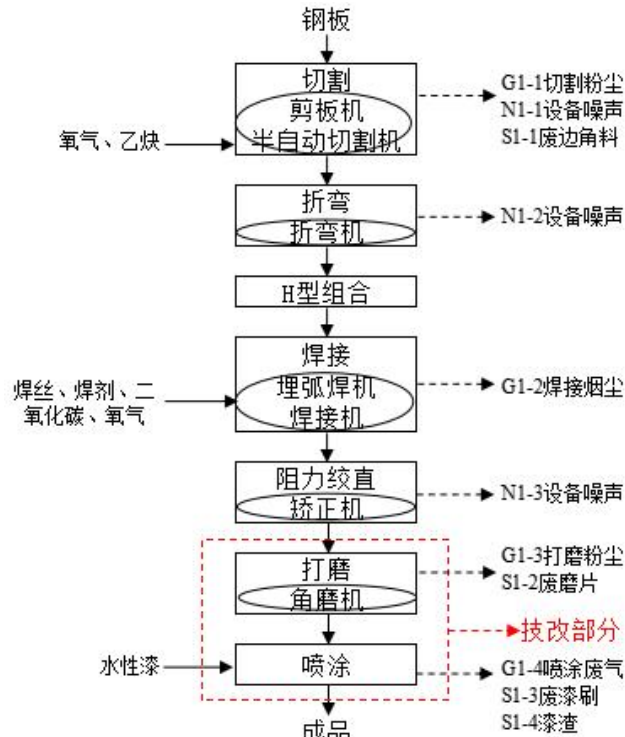 钢板
切割
剪板机
半自动切割机
氧气、乙炔
G1-1切割粉尘
N1-1设备噪声
S1-1废边角料
折弯
折弯机
N1-2设备噪声
H型组合
焊接
埋弧焊机
焊接机
焊丝、焊剂、二
氧化碳、氧气
G1-2焊接烟尘
阻力绞直
矫正机
N1-3设备噪声
打磨
角磨机
G1-3打磨粉尘
S1-2废磨片
技改部分
水性漆
喷涂
G1-4喷涂废气
S1-3废漆刷
S1-4漆渣
成品